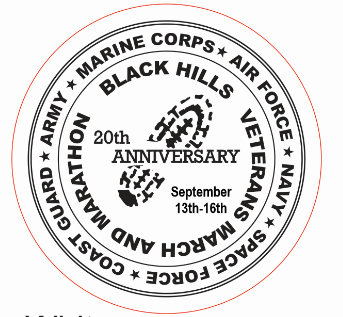 ★ MARINE CORPS ★ AIR FORCE ★ NAVY ★ SPACE FORCE ★ COAST GUARD ★ ARMY
BLACK HILLS VETERANS MARCH AND MARATHON
20th
ANNIVERSARY
September
13th-16th